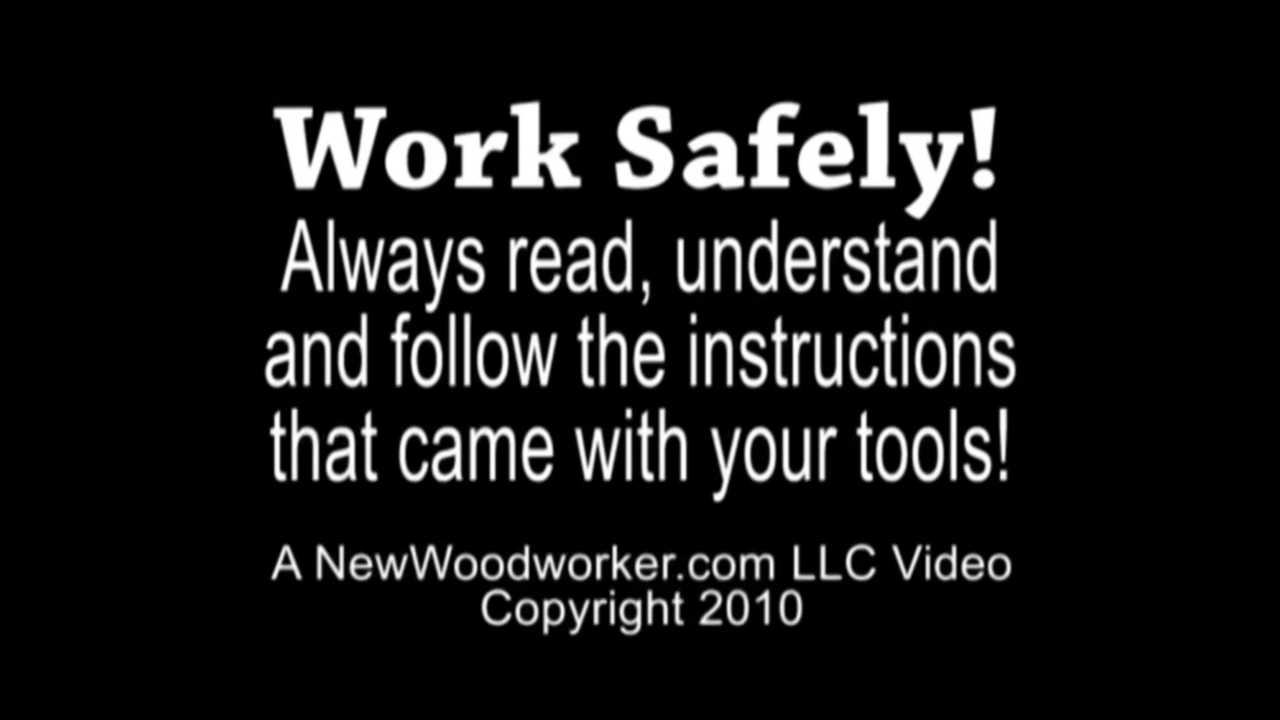 Work Safely!
Always read, understand
and follow the instructions
that came with your tools!
A NewWoodworker.com LLC Video
Copyright 2010